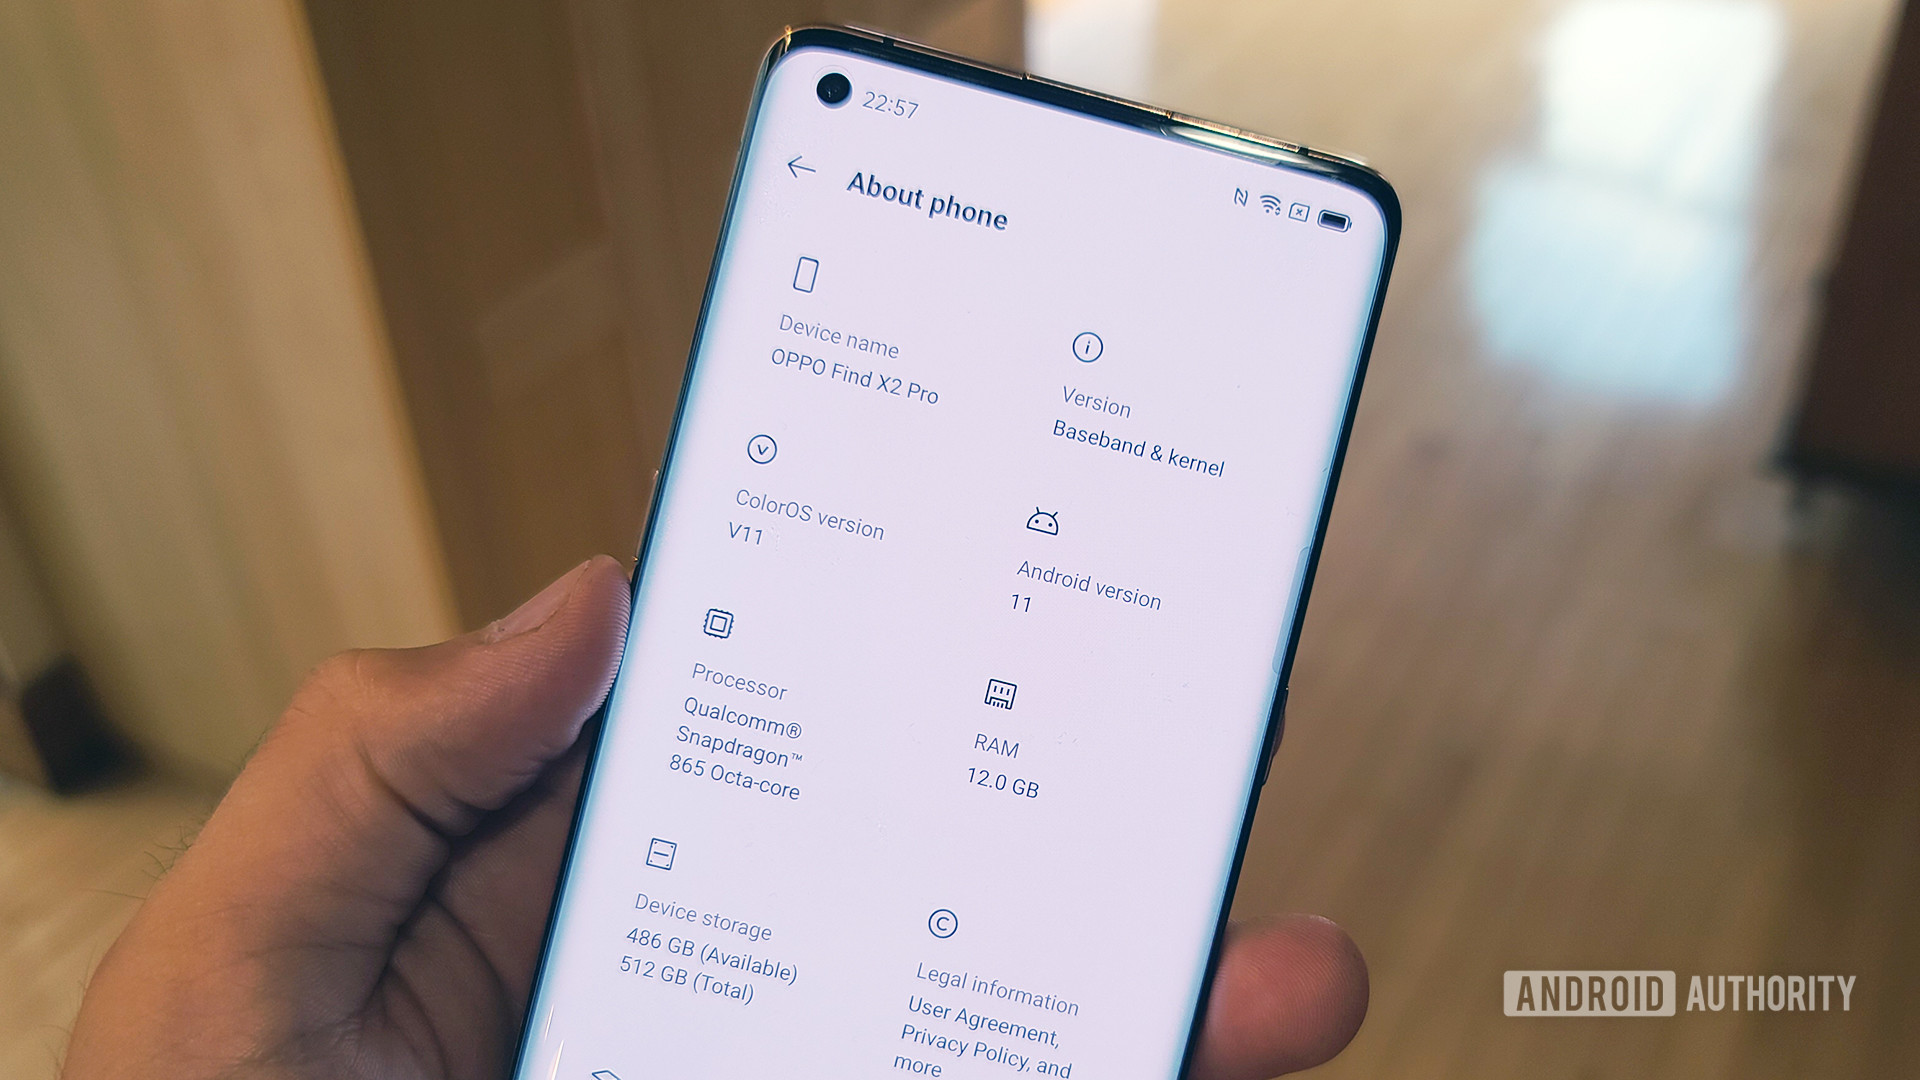 22:57
About phone
Device name
OPPO Find X2 Pro
Version
Baseband & kernel
ColorOS version
V11
Android version
11
Processor
Qualcomm®
Snapdragon™
865 Octa-core
RAM
12.0 GB
Device storage
486 GB (Available)
512 GB (Total)
Legal information
User Agreement,
Privacy Policy, and
more
ANDROID AUTHORITY